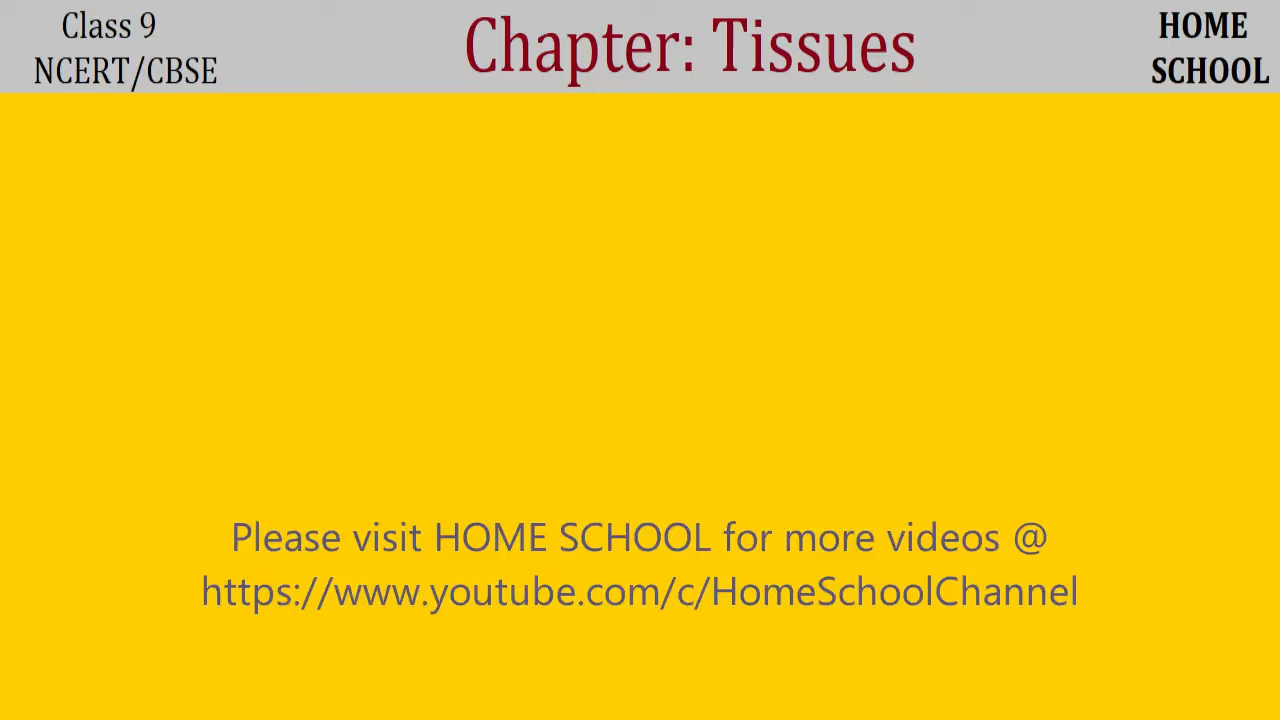 Class 9
NCERT/CBSE
Chapter: Tissues
HOME
SCHOOL
Please visit HOME SCHOOL for more videos @
https://www.youtube.com/c/HomeSchoolChannel